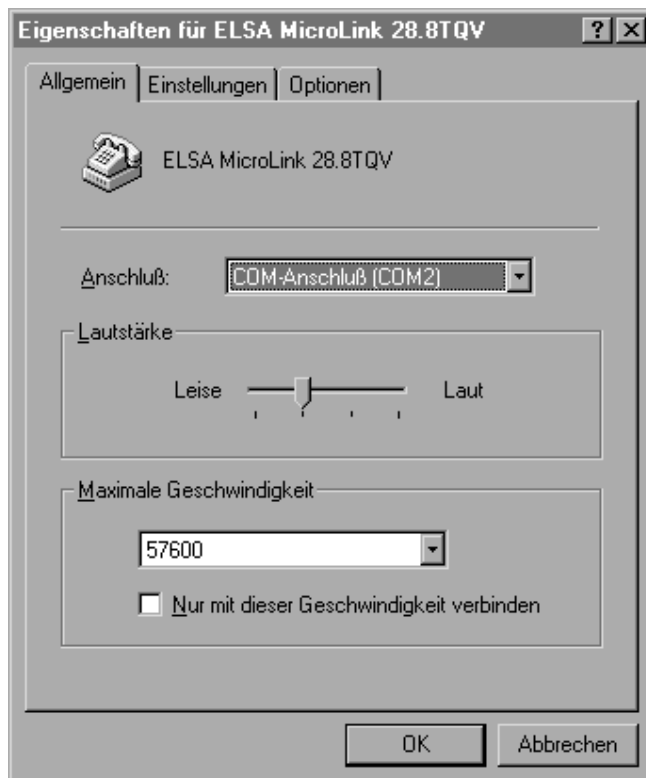 Eigenschaften für ELSA MicroLink 28.8TQV
Allgemein Einstellungen Optionen
ELSA MicroLink 28.8TQV
Anschluß: COM-Anschluß (COM2)
Lautstärke
Leise Laut
Maximale Geschwindigkeit
57600
Nur mit dieser Geschwindigkeit verbinden
OK Abbrechen